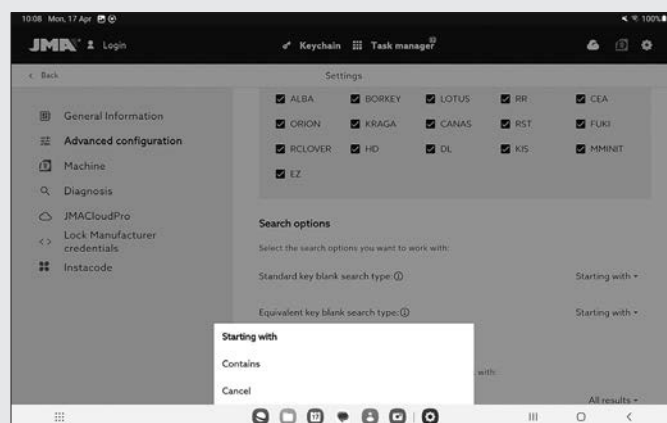 10:08 Mon, 17 Apr 100%
JMA Login Keychain Task manager
Back Settings
General Information
Advanced configuration
Machine
Diagnosis
JMACloudPro
Lock Manufacturer
credentials
Instacode
ALBA BORKEY LOTUS RR CEA
ORION KRAGA CANAS RST FUKI
RCLOVER HD DL KIS MMINIT
EZ
Search options
Select the search options you want to work with:
Standard key blank search type: Starting with
Equivalent key blank search type: Starting with
with:
All results
Starting with
Contains
Cancel
17